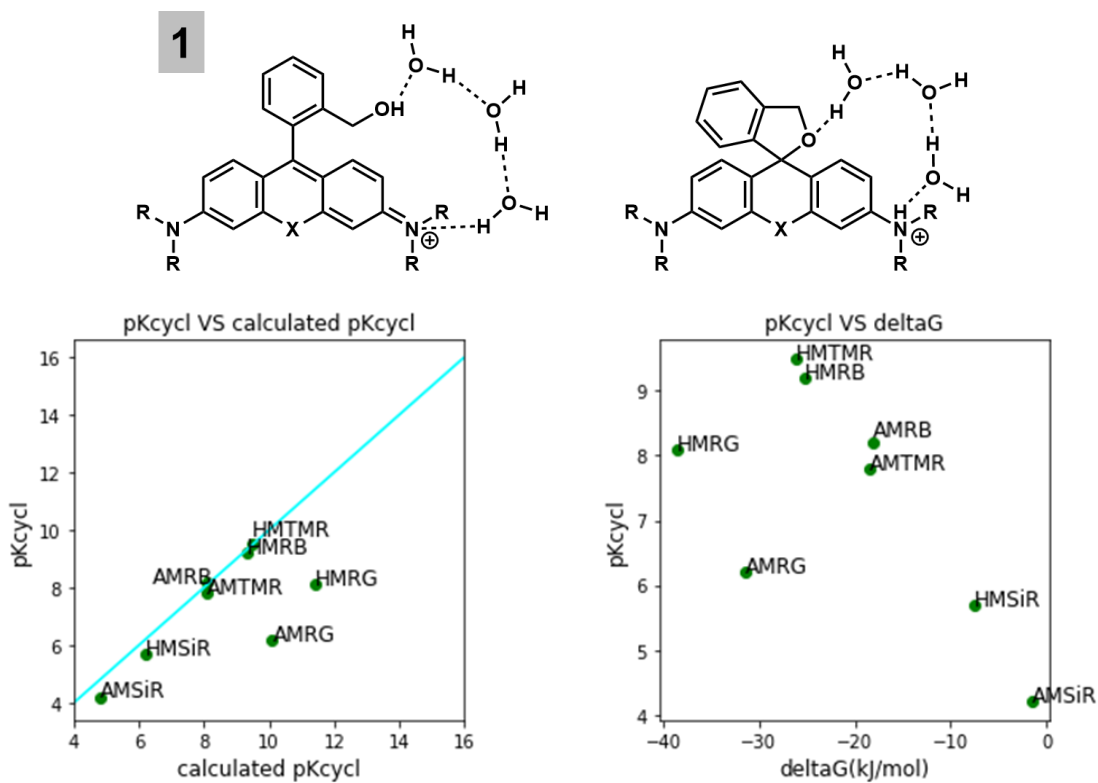 1
H
H
O
H
O
H
H
OH
H
O
H
R
R
N
X
N
⊕
H
R
R
H
O
H
H
O
H
O
H
H
O
H
R
R
N
X
H
N
⊕
R
R
pKcycl VS calculated pKcycl
16
14
12
10
8
6
4
HMTMR
HMRB
AMRB
AMTMR
HMRG
HMSiR
AMRG
AMSiR
4 6 8 10 12 14 16
calculated pKcycl
pKcycl
pKcycl VS deltaG
9
8
7
6
5
4
HMTMR
HMRB
HMRG
AMRB
AMTMR
AMRG
HMSiR
AMSiR
−40 −30 −20 −10 0
deltaG(kJ/mol)
pKcycl